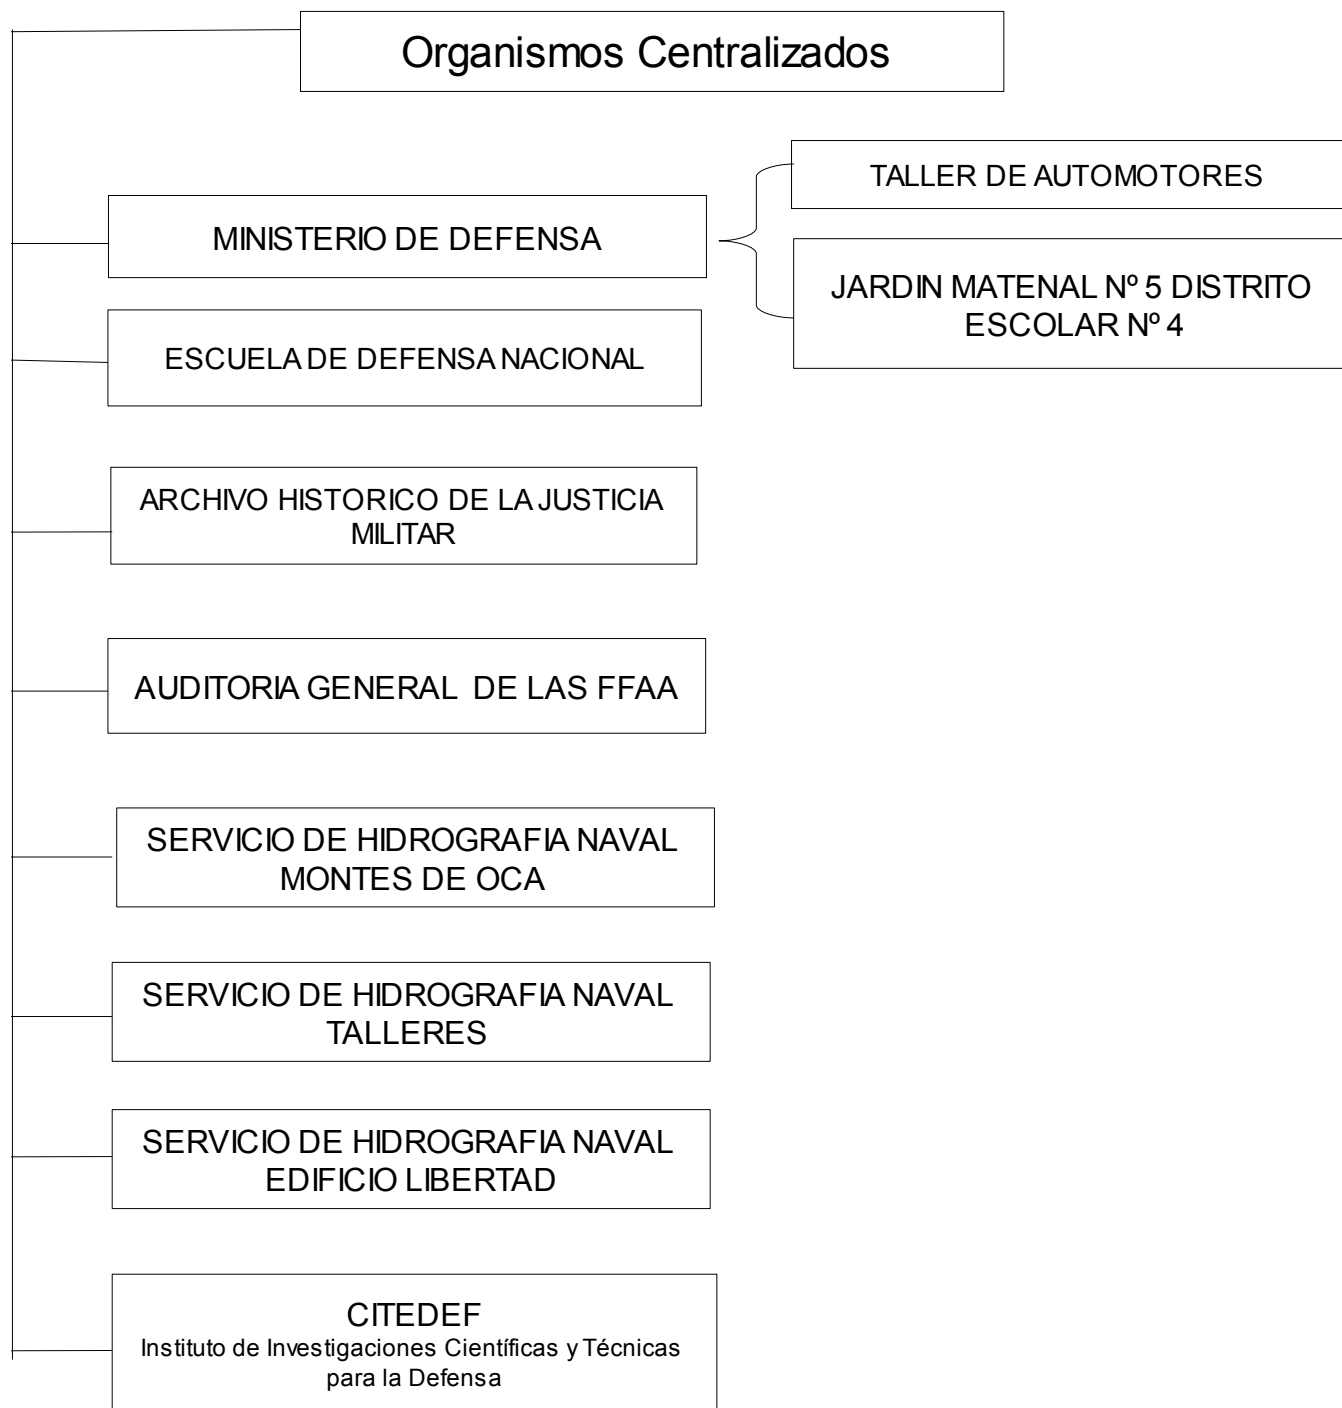 Organismos Centralizados
TALLER DE AUTOMOTORES
MINISTERIO DE DEFENSA
JARDIN MATENAL Nº 5 DISTRITO
ESCOLAR Nº 4
ESCUELA DE DEFENSA NACIONAL
ARCHIVO HISTORICO DE LA JUSTICIA
MILITAR
AUDITORIA GENERAL DE LAS FFAA
SERVICIO DE HIDROGRAFIA NAVAL
MONTES DE OCA
SERVICIO DE HIDROGRAFIA NAVAL
TALLERES
SERVICIO DE HIDROGRAFIA NAVAL
EDIFICIO LIBERTAD
CITEDEF
Instituto de Investigaciones Científicas y Técnicas
para la Defensa